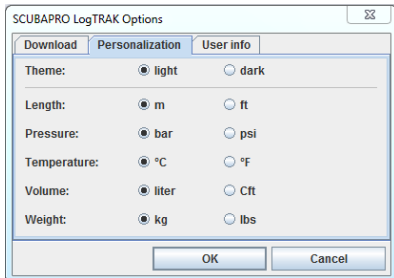 SCUBAPRO LogTRAK Options
Download Personalization User info
Theme: light dark
Length: m ft
Pressure: bar psi
Temperature: °C °F
Volume: liter Cft
Weight: kg lbs
OK Cancel